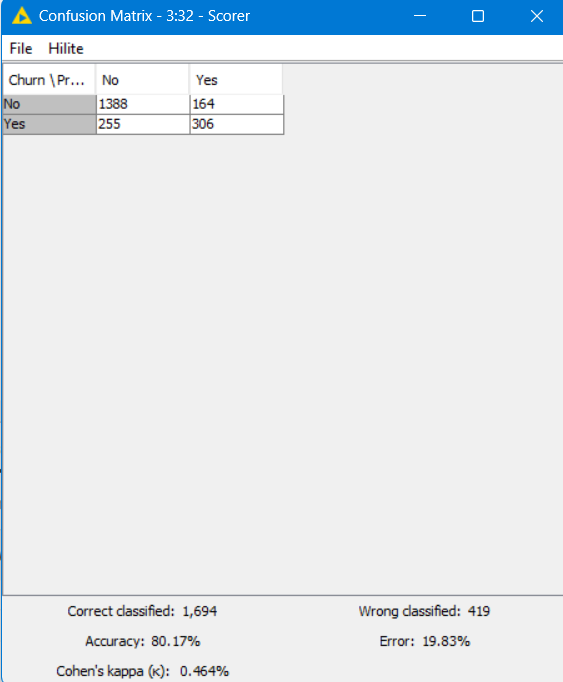 Confusion Matrix - 3:32 - Scorer
File Hilite
Churn \ Pr... No Yes
No 1388 164
Yes 255 306
Correct classified: 1,694 Wrong classified: 419
Accuracy: 80.17% Error: 19.83%
Cohen's kappa (κ): 0.464%